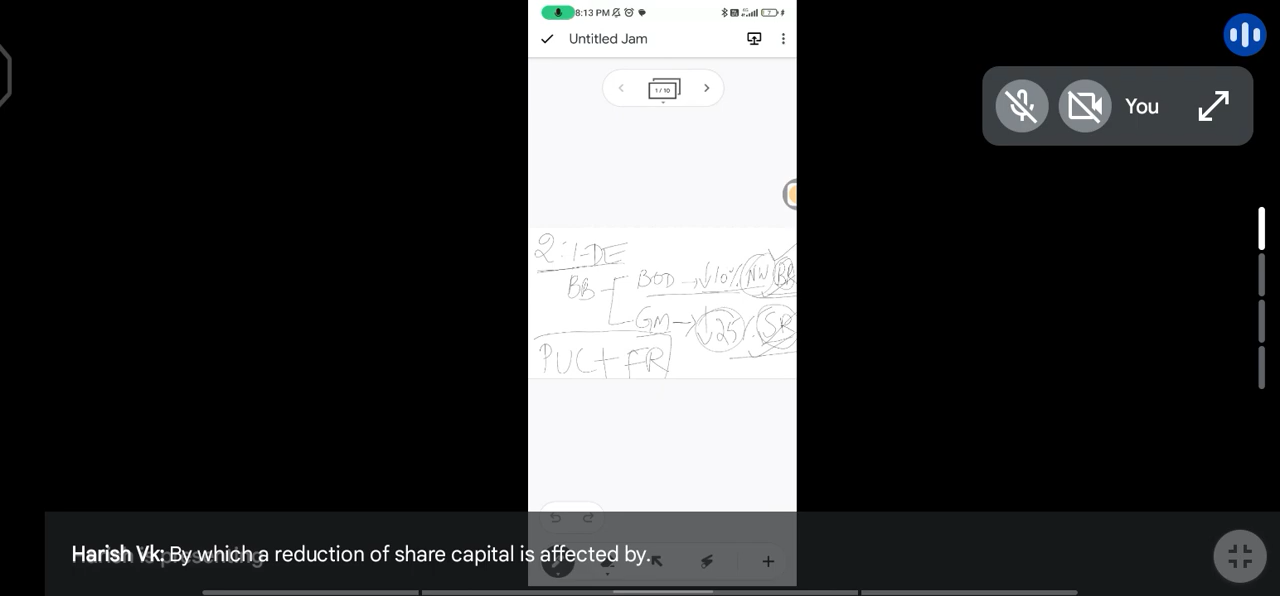 8:13 PM
Untitled Jam
1 / 10
You
2:1-DE
BB BOD → ↓10% NW BB
GM → ↓25% SR
PUC + FR
Harish Vk: By which a reduction of share capital is affected by.